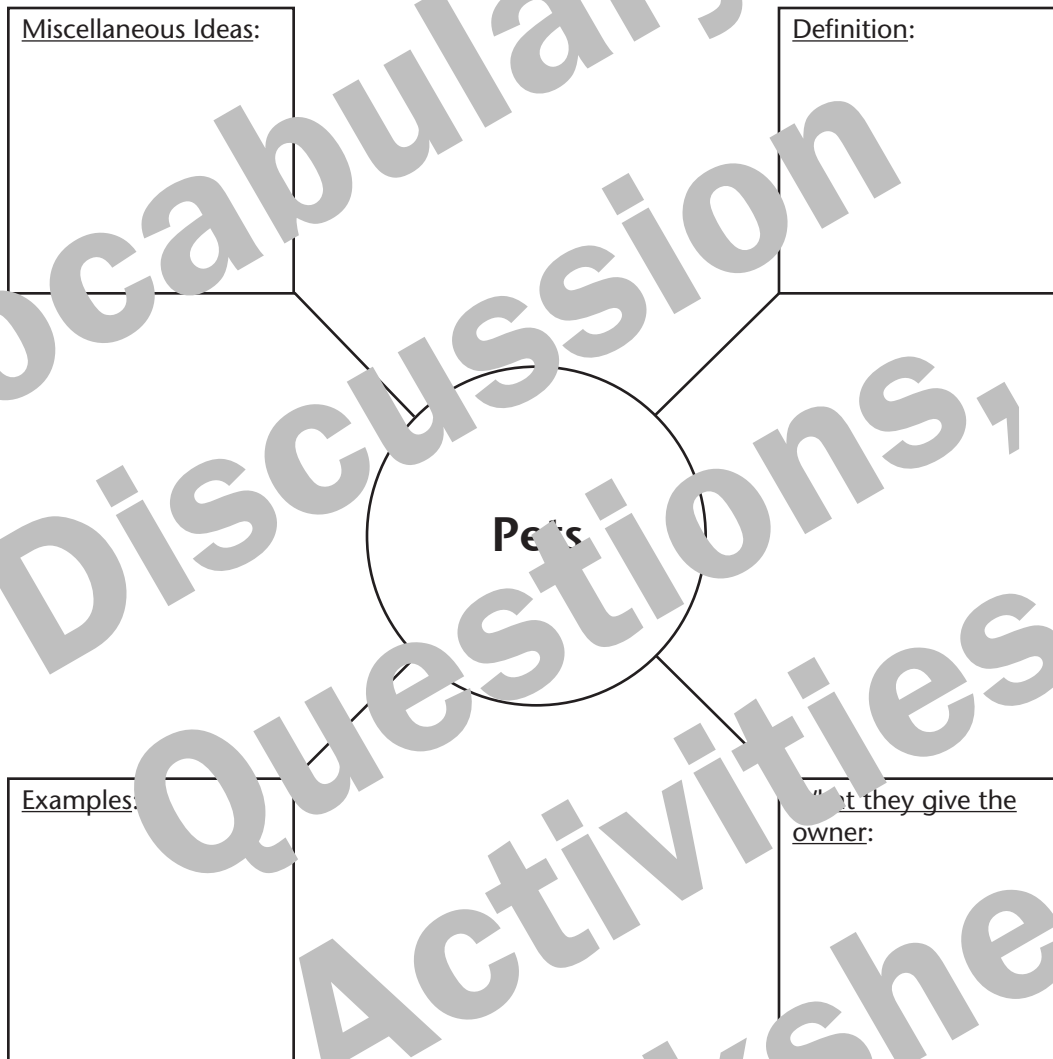 Miscellaneous Ideas:
Definition:
Vocabulary
Discussion
Questions,
Pets
Activities
Examples:
What they give the
owner: